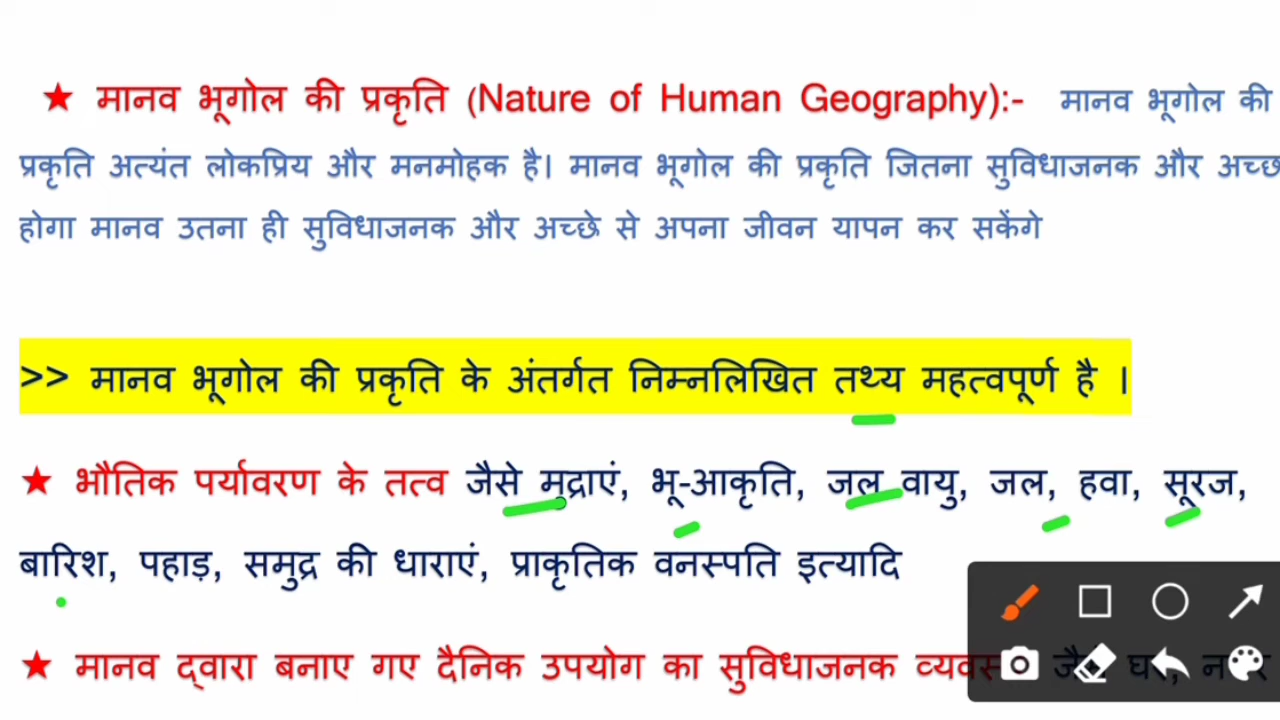 ★ मानव भूगोल की प्रकृति (Nature of Human Geography):- मानव भूगोल की
प्रकृति अत्यंत लोकप्रिय और मनमोहक है। मानव भूगोल की प्रकृति जितना सुविधाजनक और
होगा मानव उतना ही सुविधाजनक और अच्छे से अपना जीवन यापन कर सकेंगे
>> मानव भूगोल की प्रकृति के अंतर्गत निम्नलिखित तथ्य महत्वपूर्ण है ।
★ भौतिक पर्यावरण के तत्व जैसे मुद्राएं, भू-आकृति, जल वायु, जल, हवा, सूरज,
बारिश, पहाड़, समुद्र की धाराएं, प्राकृतिक वनस्पति इत्यादि
★ मानव द्वारा बनाए गए दैनिक उपयोग का सुविधाजनक